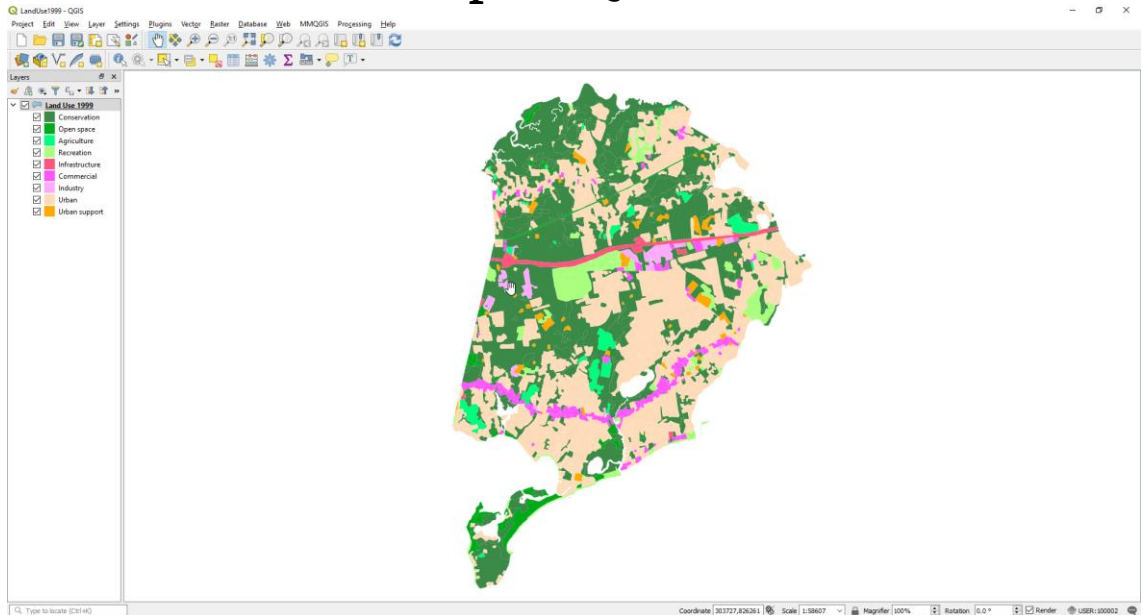 LandUse1999 - QGIS
Project Edit View Layer Settings Plugins Vector Raster Database Web MMQGIS Processing Help
Layers
Land Use 1999
Conservation
Open space
Agriculture
Recreation
Infrastructure
Commercial
Industry
Urban
Urban support
Type to locate (Ctrl+K) Coordinate 303727,826261 Scale 1:58607 Magnifier 100% Rotation 0.0 ° Render USER:100002